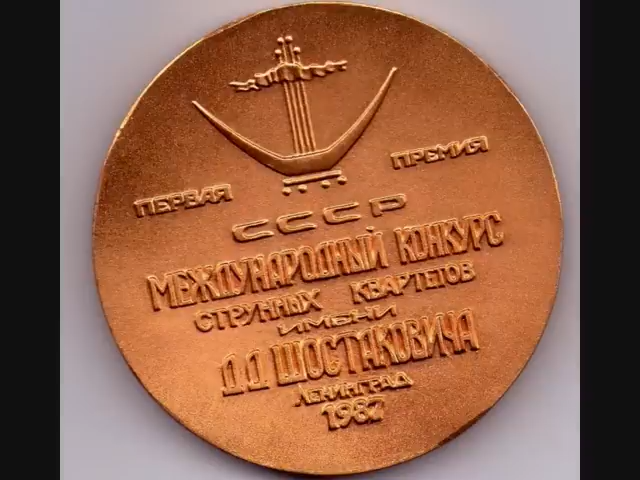 ПЕРВАЯ ПРЕМИЯ
СССР
МЕЖДУНАРОДНЫЙ КОНКУРС
СТРУННЫХ КВАРТЕТОВ
ИМЕНИ
Д.Д. ШОСТАКОВИЧА
ЛЕНИНГРАД
1987